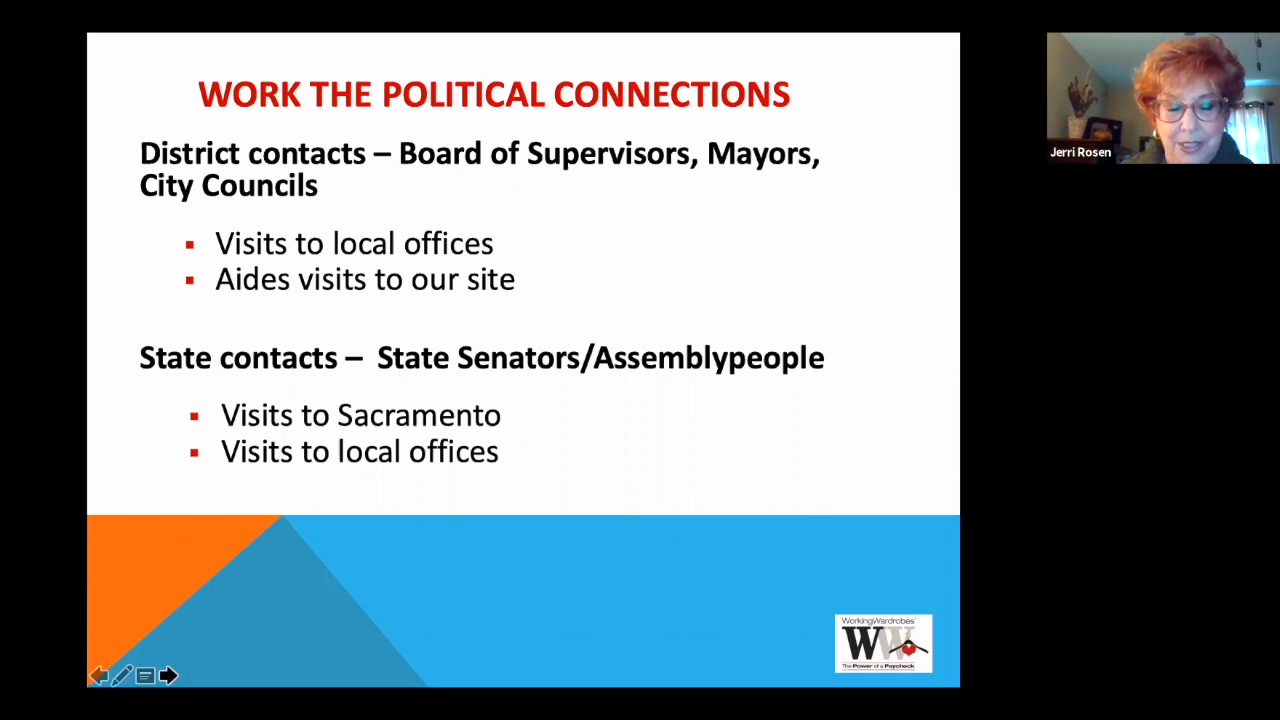 WORK THE POLITICAL CONNECTIONS
District contacts – Board of Supervisors, Mayors,
City Councils
▪ Visits to local offices
▪ Aides visits to our site
State contacts – State Senators/Assemblypeople
▪ Visits to Sacramento
▪ Visits to local offices
Jerri Rosen
WorkingWardrobes®
WW
The Power of a Paycheck